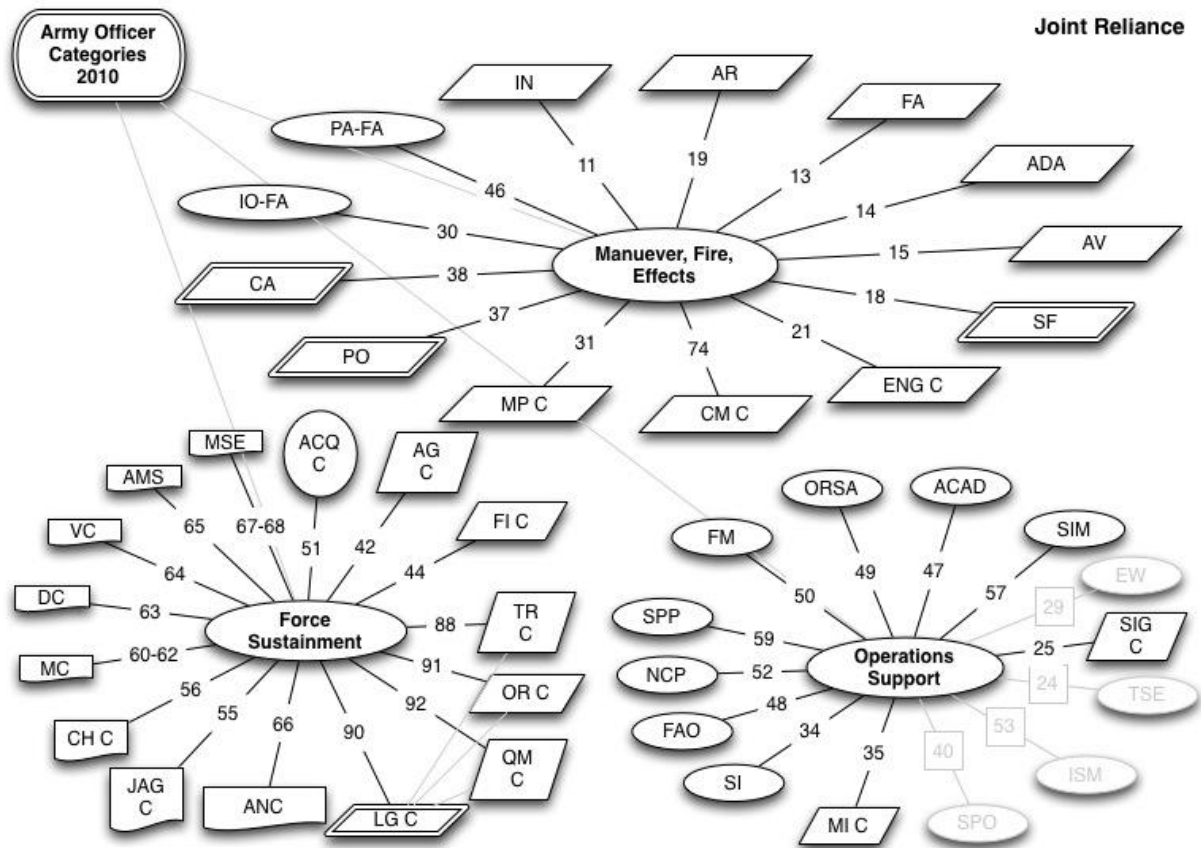 Army Officer
Categories
2010
Joint Reliance
IN
AR
FA
PA-FA
ADA
11
19
13
46
IO-FA
14
30
AV
Manuever, Fire,
Effects
15
CA
38
18
37
SF
PO
31
74
21
ENG C
MP C
CM C
MSE
ACQ
C
AG
C
AMS
ORSA
ACAD
FI C
VC
65
67-68
51
42
FM
SIM
44
49
47
EW
64
50
57
29
DC
63
Force
Sustainment
88
TR
C
SPP
59
SIG
C
25
MC
60-62
Operations
Support
91
NCP
52
24
TSE
56
OR C
55
92
48
53
CH C
66
90
FAO
34
35
40
QM
C
ISM
JAG
C
SI
ANC
LG C
MI C
SPO